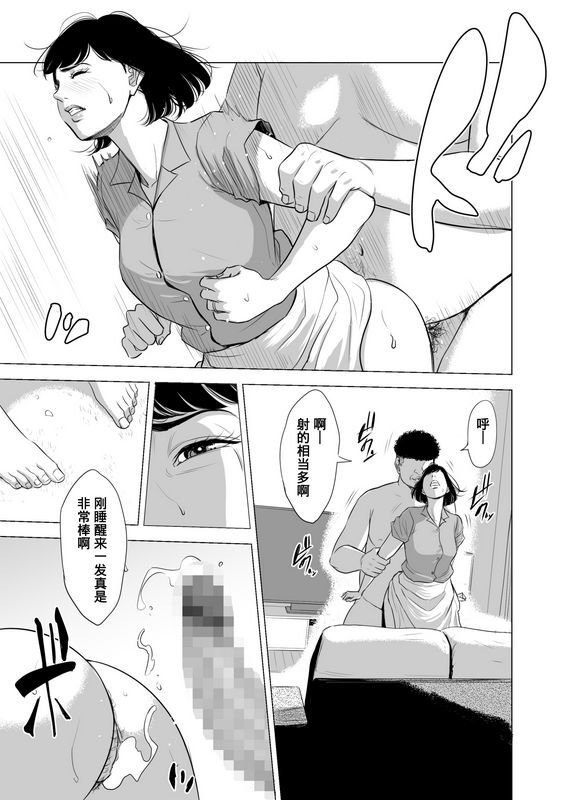 呼—
啊—
射的相当多啊
刚睡醒来一发真是
非常棒啊